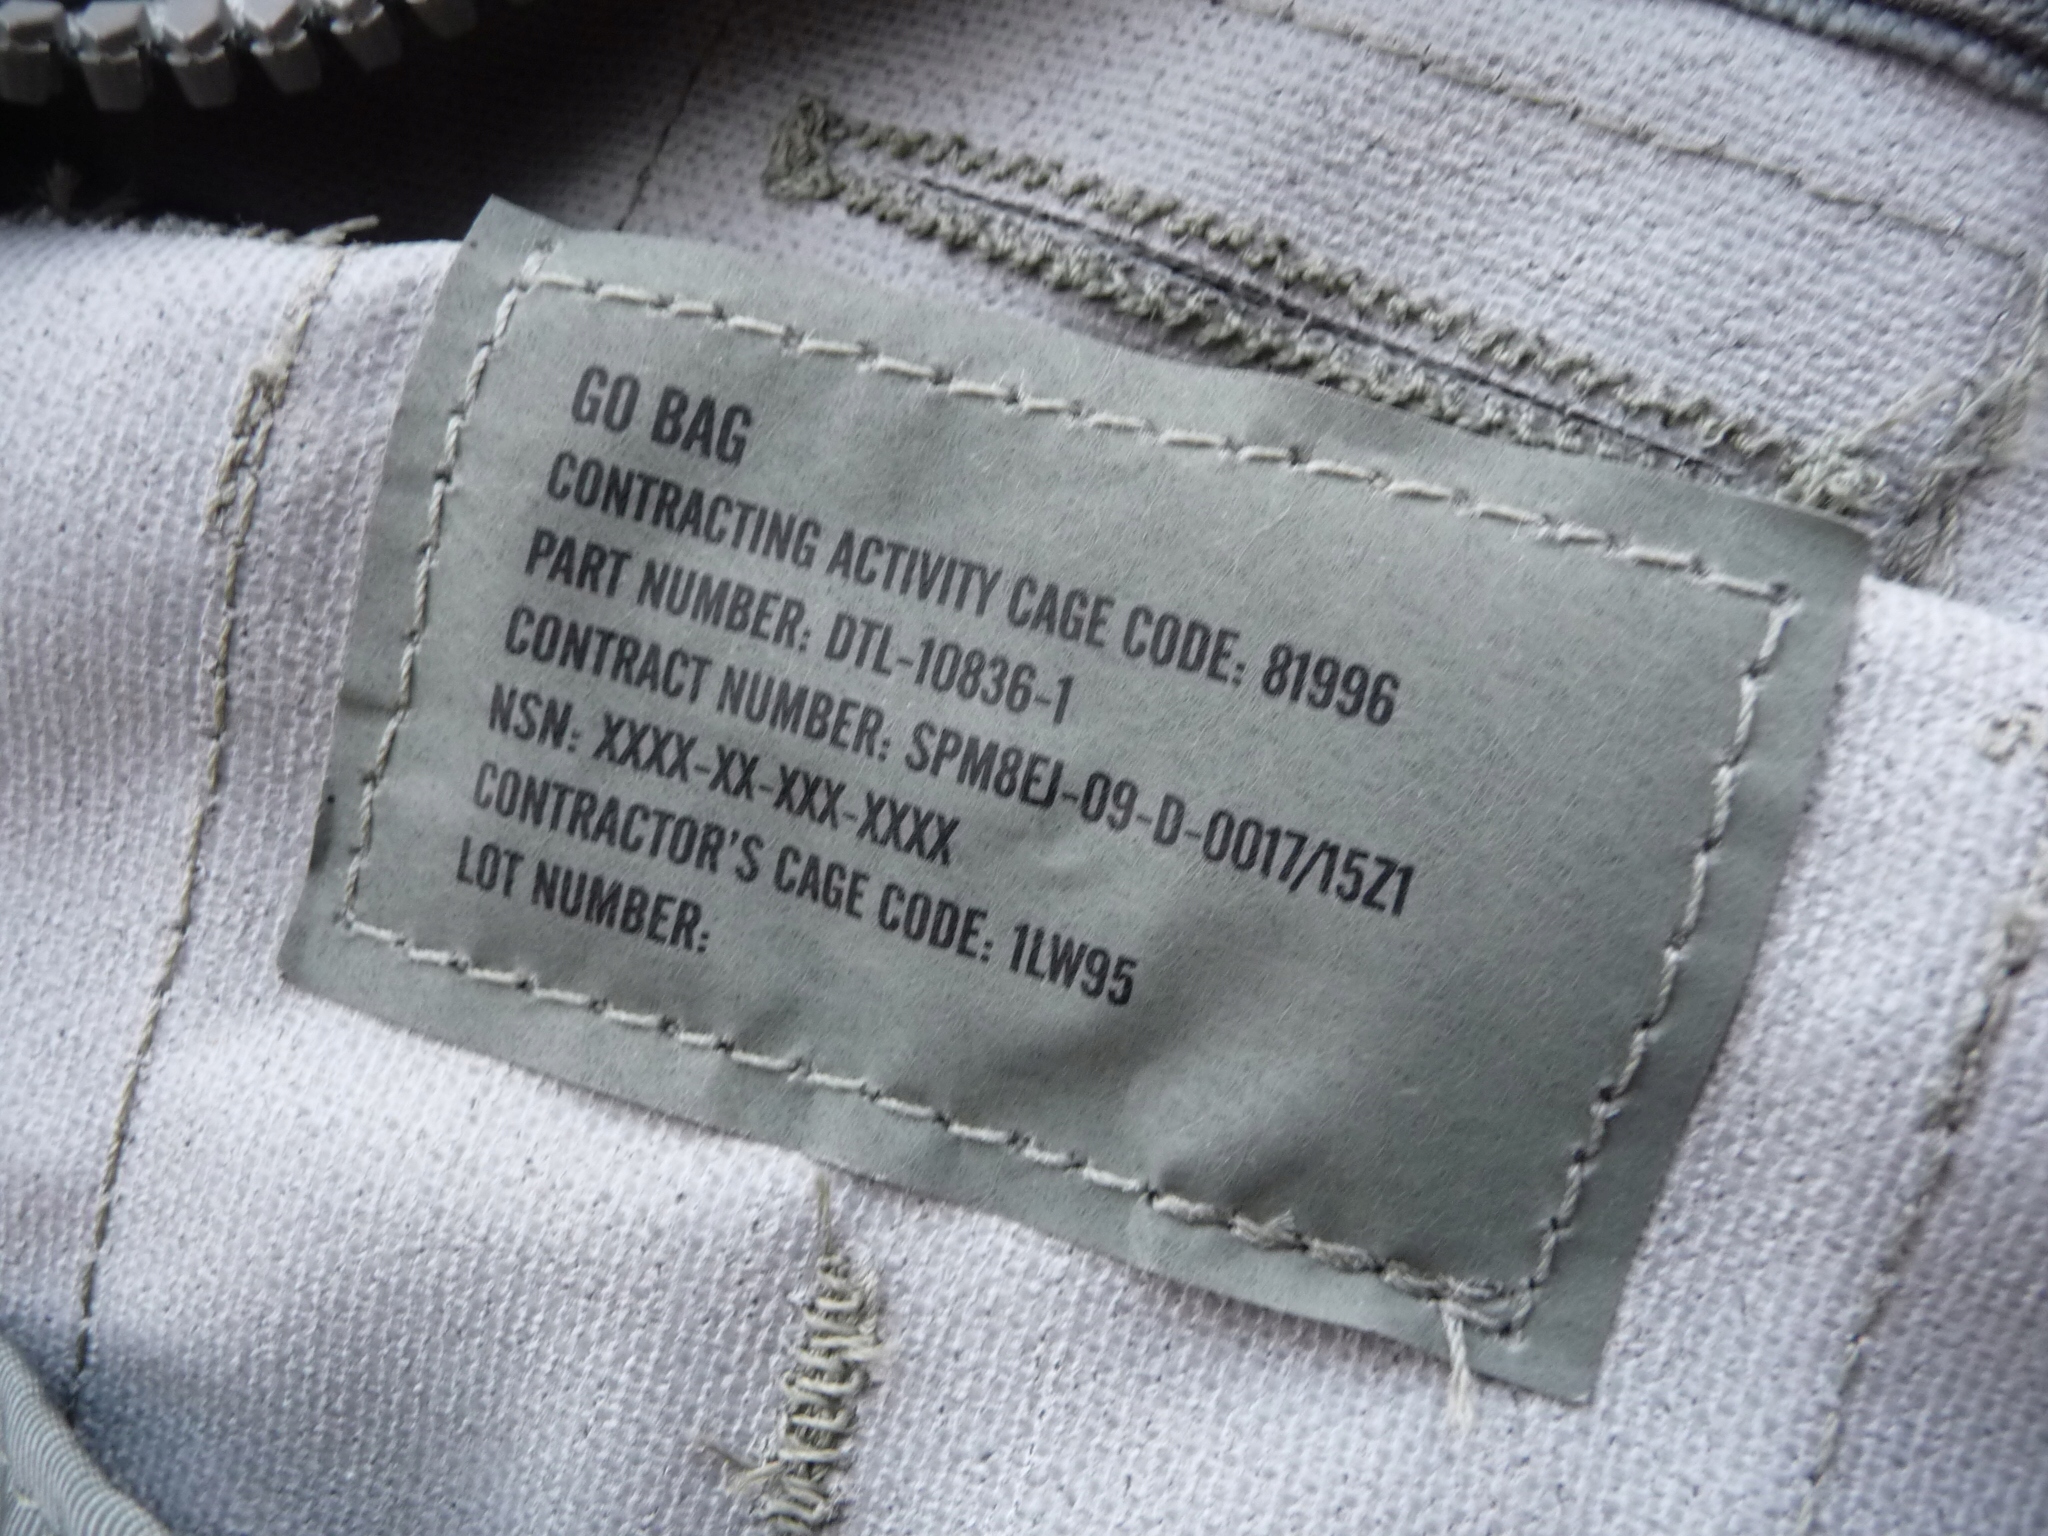 GO BAG
CONTRACTING ACTIVITY CAGE CODE: 81996
PART NUMBER: DTL-10836-1
CONTRACT NUMBER: SPM8EJ-09-D-0017/15Z1
NSN: XXXX-XX-XXX-XXXX
CONTRACTOR'S CAGE CODE: 1LW95
LOT NUMBER: